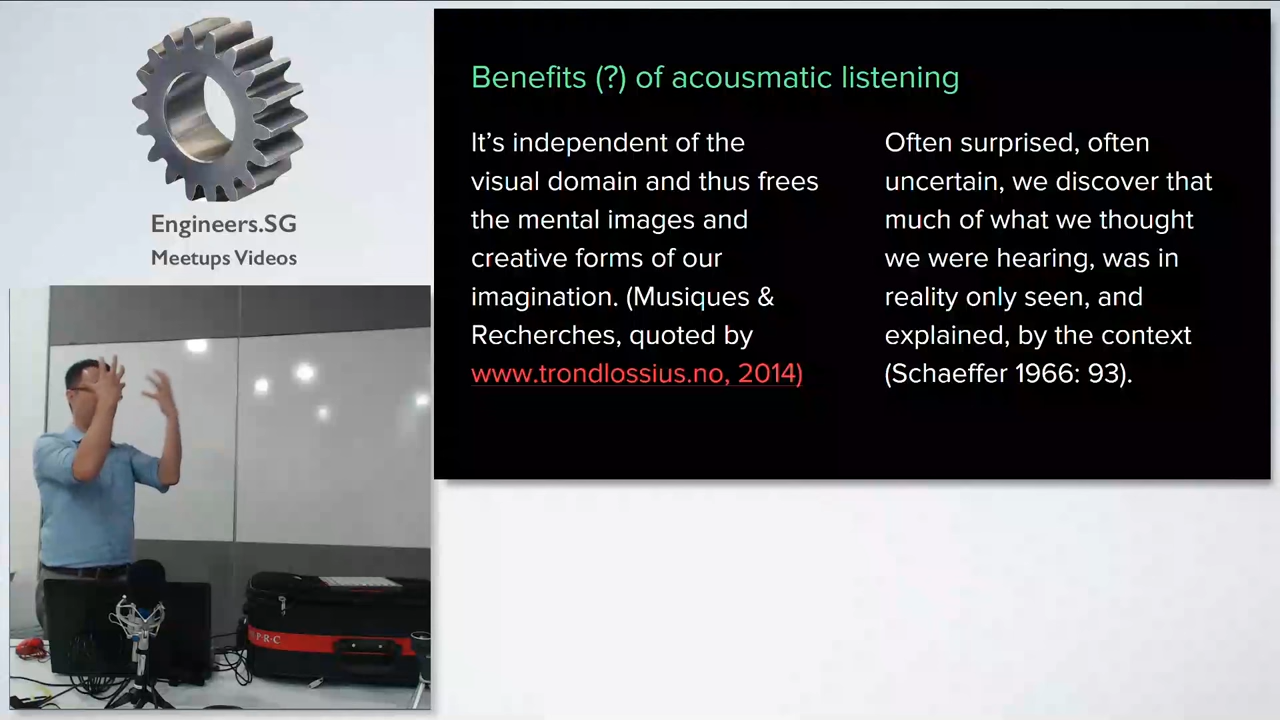 Engineers.SG
Meetups Videos
Benefits (?) of acousmatic listening
It's independent of the
visual domain and thus frees
the mental images and
creative forms of our
imagination. (Musiques &
Recherches, quoted by
www.trondlossius.no, 2014)
Often surprised, often
uncertain, we discover that
much of what we thought
we were hearing, was in
reality only seen, and
explained, by the context
(Schaeffer 1966: 93).
P·R·C